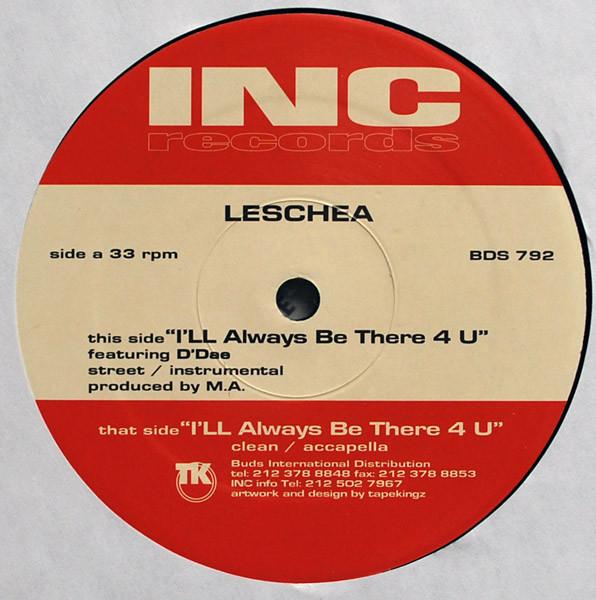 INC
records
LESCHEA
side a 33 rpm
BDS 792
this side "I'LL Always Be There 4 U"
featuring D'Dae
street / instrumental
produced by M.A.
that side "I'LL Always Be There 4 U"
clean / accapella
TK
Buds International Distribution
tel: 212 378 8848 fax: 212 378 8853
INC info Tel: 212 502 7967
artwork and design by tapekingz